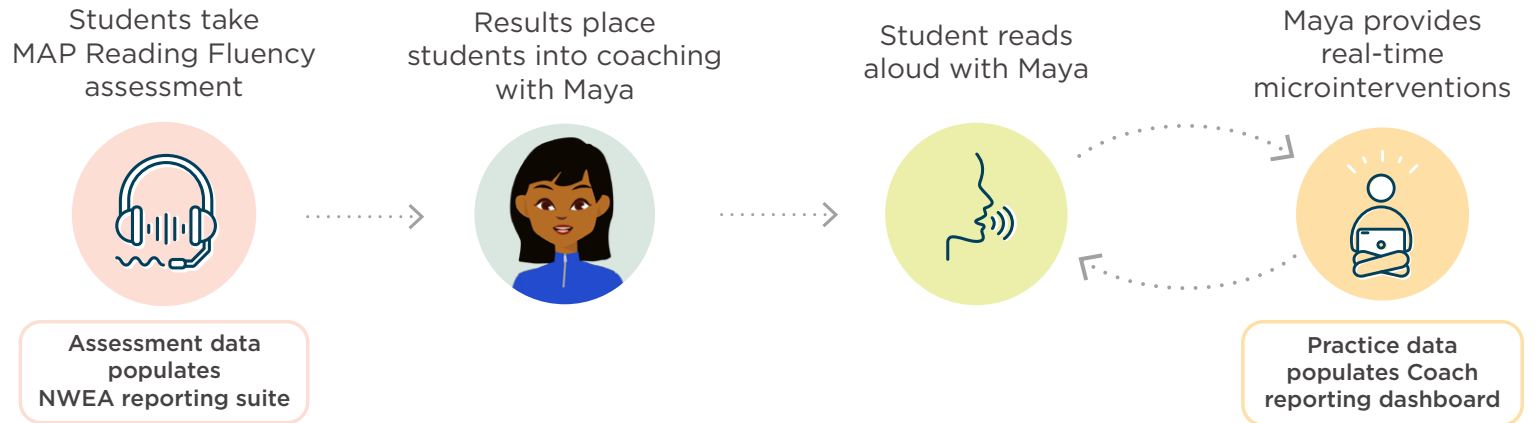 Students take
MAP Reading Fluency
assessment
Results place
students into coaching
with Maya
Student reads
aloud with Maya
Maya provides
real-time
microinterventions
Assessment data
populates
NWEA reporting suite
Practice data
populates Coach
reporting dashboard